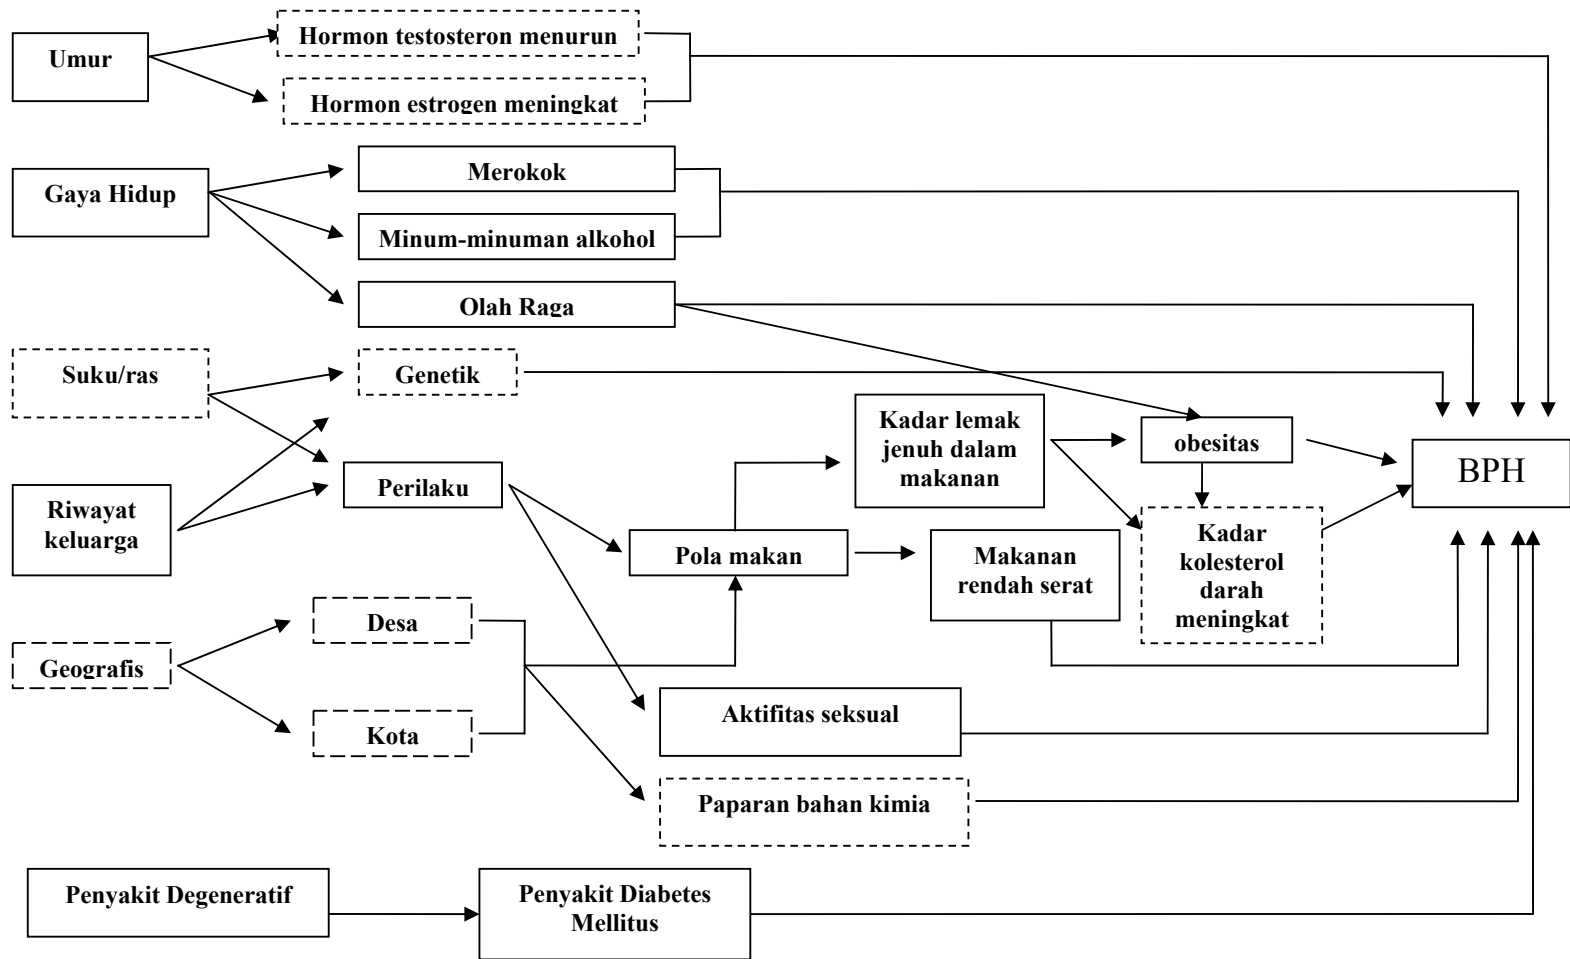 Umur
Hormon testosteron menurun
Hormon estrogen meningkat
Gaya Hidup
Merokok
Minum-minuman alkohol
Olah Raga
Suku/ras
Genetik
Riwayat
keluarga
Perilaku
Kadar lemak
jenuh dalam
makanan
obesitas
BPH
Pola makan
Makanan
rendah serat
Kadar
kolesterol
darah
meningkat
Geografis
Desa
Kota
Aktifitas seksual
Paparan bahan kimia
Penyakit Degeneratif
Penyakit Diabetes
Mellitus